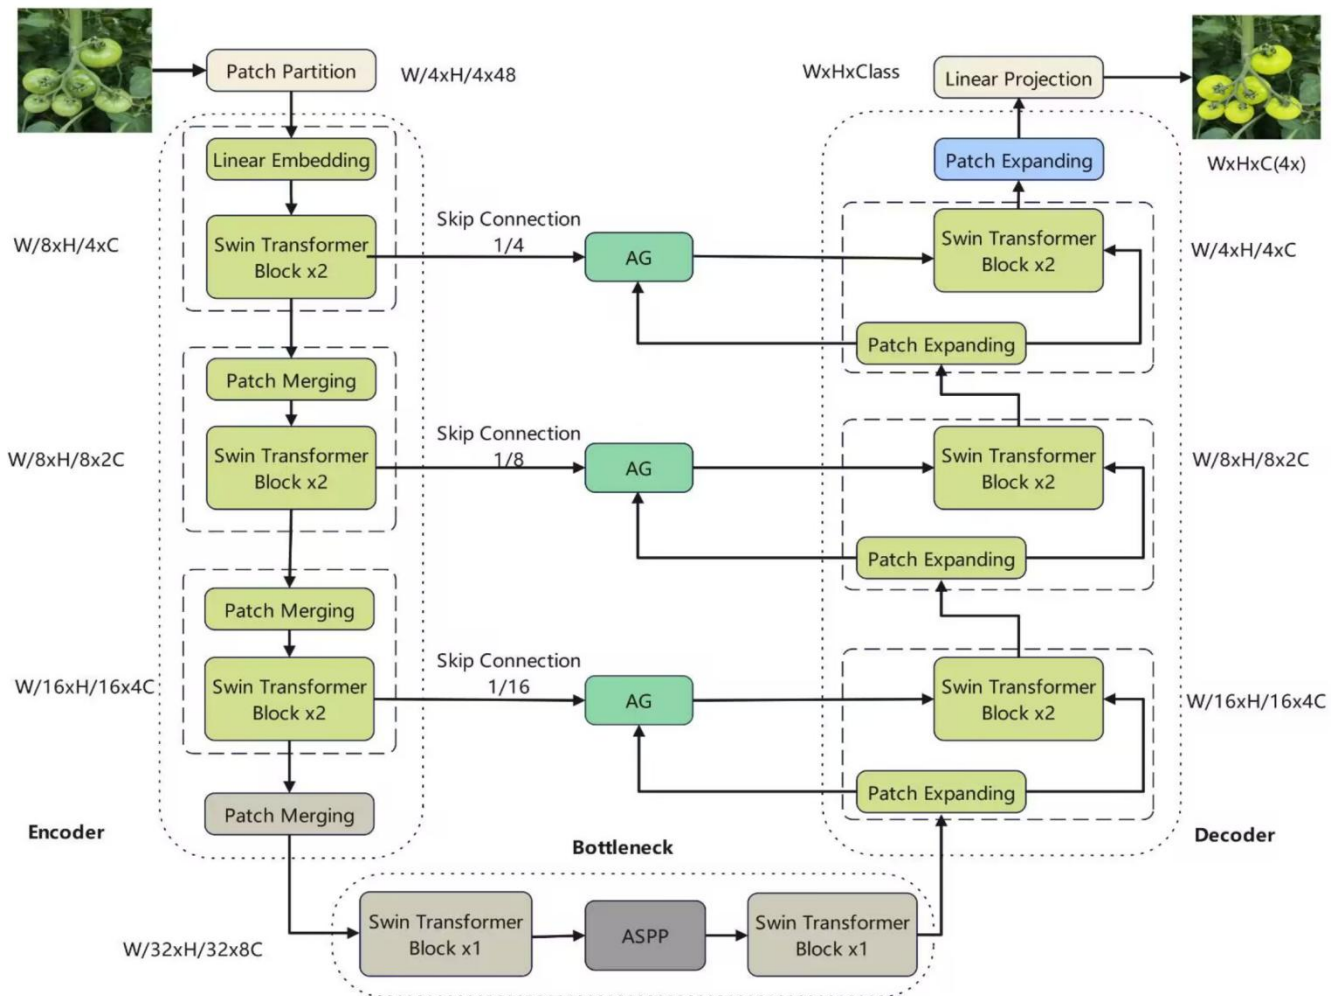 Patch Partition
W/4xH/4x48
WxHxClass
Linear Projection
Linear Embedding
Patch Expanding
WxHxC(4x)
W/8xH/4xC
Swin Transformer
Block x2
Skip Connection
1/4
AG
Swin Transformer
Block x2
W/4xH/4xC
Patch Expanding
Patch Merging
W/8xH/8x2C
Swin Transformer
Block x2
Skip Connection
1/8
AG
Swin Transformer
Block x2
W/8xH/8x2C
Patch Expanding
Patch Merging
W/16xH/16x4C
Swin Transformer
Block x2
Skip Connection
1/16
AG
Swin Transformer
Block x2
W/16xH/16x4C
Patch Expanding
Patch Merging
Encoder
Bottleneck
Decoder
W/32xH/32x8C
Swin Transformer
Block x1
ASPP
Swin Transformer
Block x1